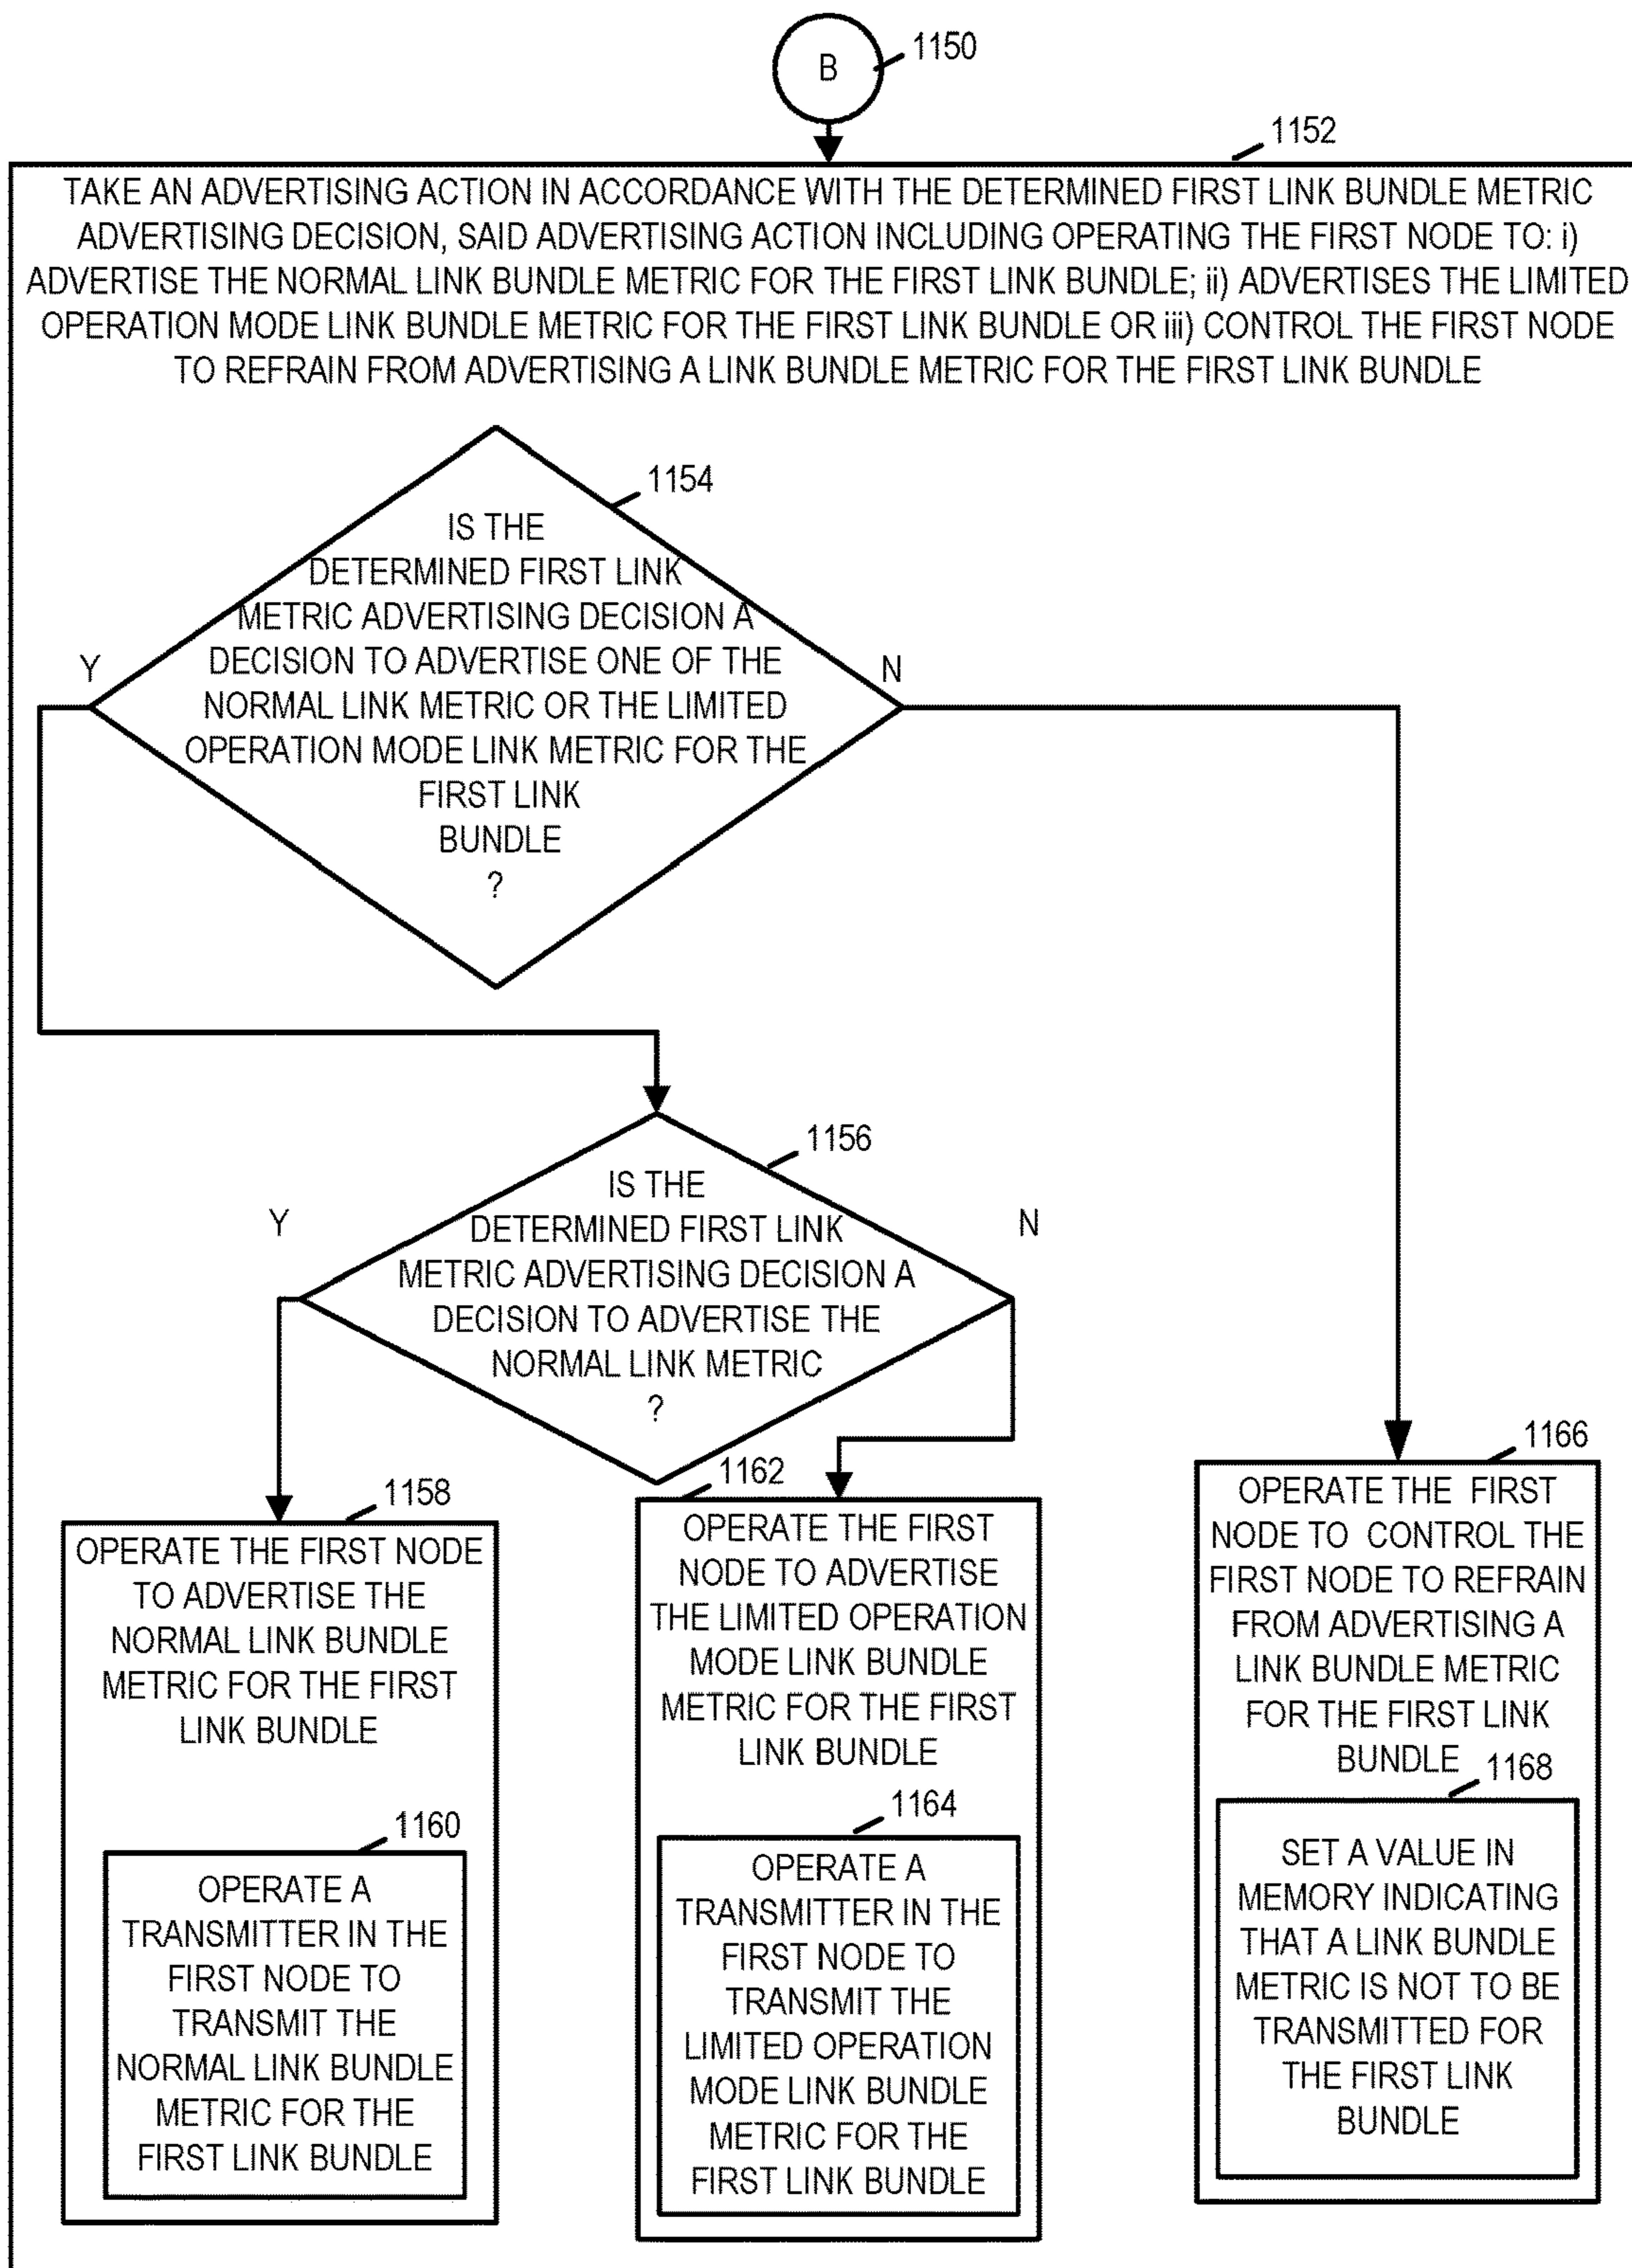 B
1150
1152
TAKE AN ADVERTISING ACTION IN ACCORDANCE WITH THE DETERMINED FIRST LINK BUNDLE METRIC
ADVERTISING DECISION, SAID ADVERTISING ACTION INCLUDING OPERATING THE FIRST NODE TO: i)
ADVERTISE THE NORMAL LINK BUNDLE METRIC FOR THE FIRST LINK BUNDLE; ii) ADVERTISES THE LIMITED
OPERATION MODE LINK BUNDLE METRIC FOR THE FIRST LINK BUNDLE OR iii) CONTROL THE FIRST NODE
TO REFRAIN FROM ADVERTISING A LINK BUNDLE METRIC FOR THE FIRST LINK BUNDLE
1154
IS THE
DETERMINED FIRST LINK
METRIC ADVERTISING DECISION A
DECISION TO ADVERTISE ONE OF THE
NORMAL LINK METRIC OR THE LIMITED
OPERATION MODE LINK METRIC FOR THE
FIRST LINK
BUNDLE
?
Y
N
1156
IS THE
DETERMINED FIRST LINK
METRIC ADVERTISING DECISION A
DECISION TO ADVERTISE THE
NORMAL LINK METRIC
?
Y
N
1158
OPERATE THE FIRST NODE
TO ADVERTISE THE
NORMAL LINK BUNDLE
METRIC FOR THE FIRST
LINK BUNDLE
1160
OPERATE A
TRANSMITTER IN THE
FIRST NODE TO
TRANSMIT THE
NORMAL LINK BUNDLE
METRIC FOR THE
FIRST LINK BUNDLE
1162
OPERATE THE FIRST
NODE TO ADVERTISE
THE LIMITED OPERATION
MODE LINK BUNDLE
METRIC FOR THE FIRST
LINK BUNDLE
1164
OPERATE A
TRANSMITTER IN THE
FIRST NODE TO
TRANSMIT THE
LIMITED OPERATION
MODE LINK BUNDLE
METRIC FOR THE
FIRST LINK BUNDLE
1166
OPERATE THE FIRST
NODE TO CONTROL THE
FIRST NODE TO REFRAIN
FROM ADVERTISING A
LINK BUNDLE METRIC
FOR THE FIRST LINK
BUNDLE
1168
SET A VALUE IN
MEMORY INDICATING
THAT A LINK BUNDLE
METRIC IS NOT TO BE
TRANSMITTED FOR
THE FIRST LINK
BUNDLE